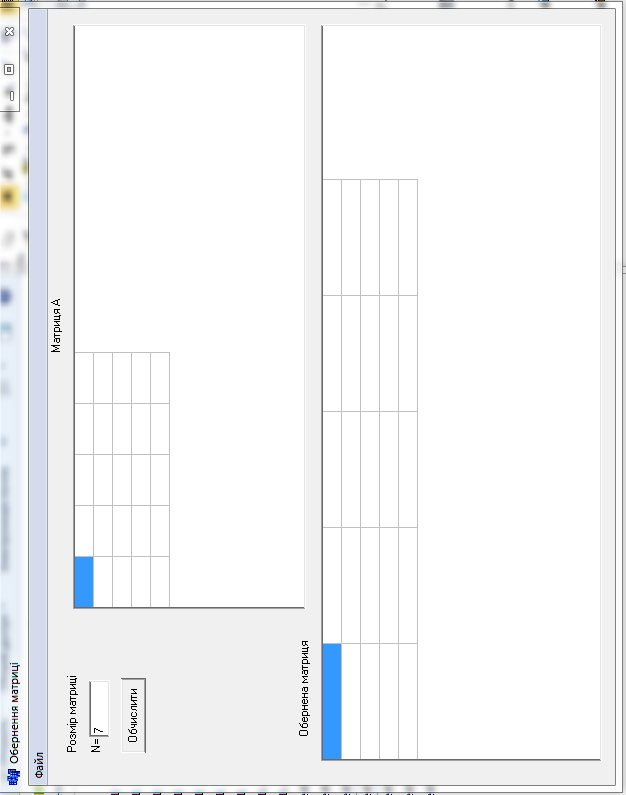 Обернення матриці
Файл
Розмір матриці
N= 7
Обчислити
Матриця А
Обернена матриця